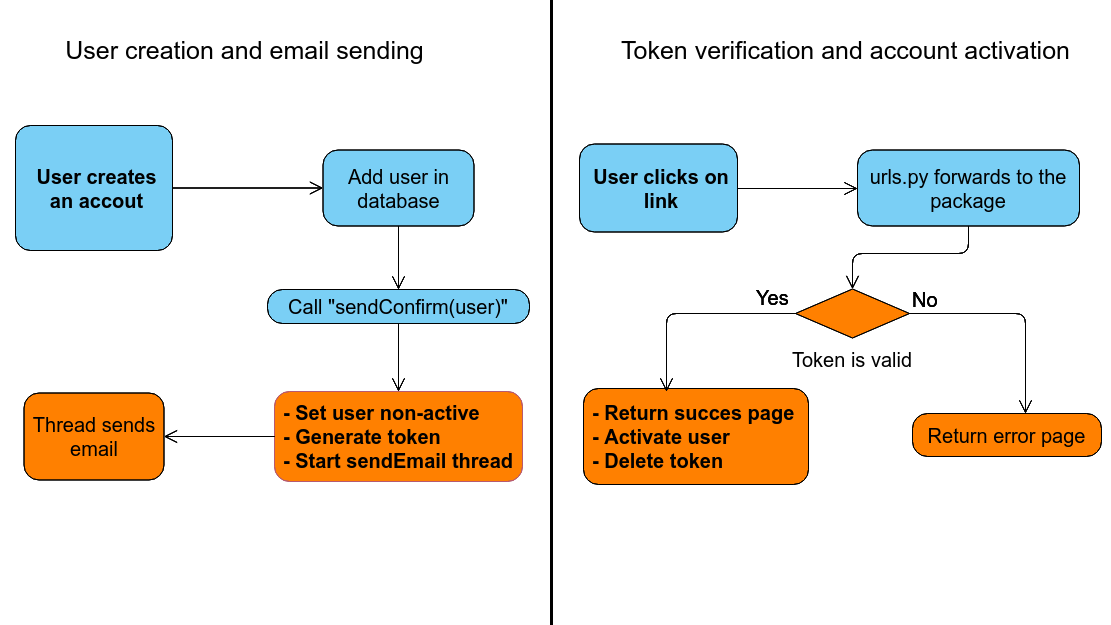 User creation and email sending
User creates
an accout
Add user in
database
Call "sendConfirm(user)"
- Set user non-active
- Generate token
- Start sendEmail thread
Thread sends
email
Token verification and account activation
User clicks on
link
urls.py forwards to the
package
Yes
No
Token is valid
- Return succes page
- Activate user
- Delete token
Return error page